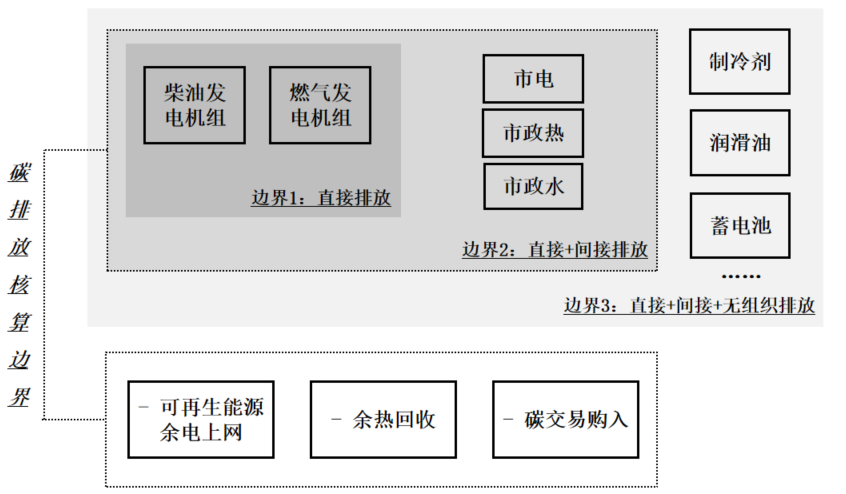 柴油发
电机组
燃气发
电机组
边界1：直接排放
市电
市政热
市政水
边界2：直接+间接排放
制冷剂
润滑油
蓄电池
……
边界3：直接+间接+无组织排放
碳排放核算边界
- 可再生能源
余电上网
- 余热回收
- 碳交易购入